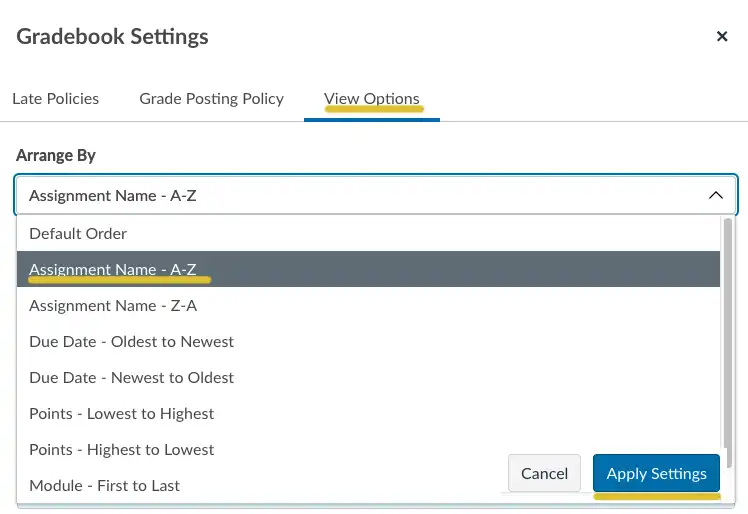 Gradebook Settings ×
Late Policies Grade Posting Policy View Options
Arrange By
Assignment Name - A-Z
Default Order
Assignment Name - A-Z
Assignment Name - Z-A
Due Date - Oldest to Newest
Due Date - Newest to Oldest
Points - Lowest to Highest
Points - Highest to Lowest
Cancel Apply Settings
Module - First to Last